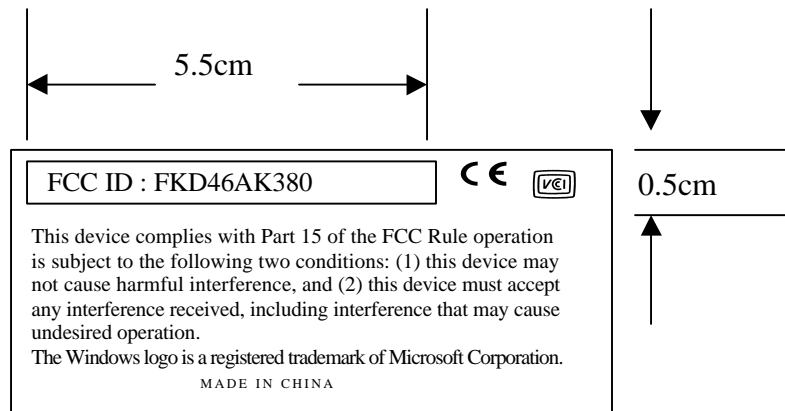 5.5cm
FCC ID : FKD46AK380
CE
VCI
0.5cm
This device complies with Part 15 of the FCC Rule operation
is subject to the following two conditions: (1) this device may
not cause harmful interference, and (2) this device must accept
any interference received, including interference that may cause
undesired operation.
The Windows logo is a registered trademark of Microsoft Corporation.
MADE IN CHINA